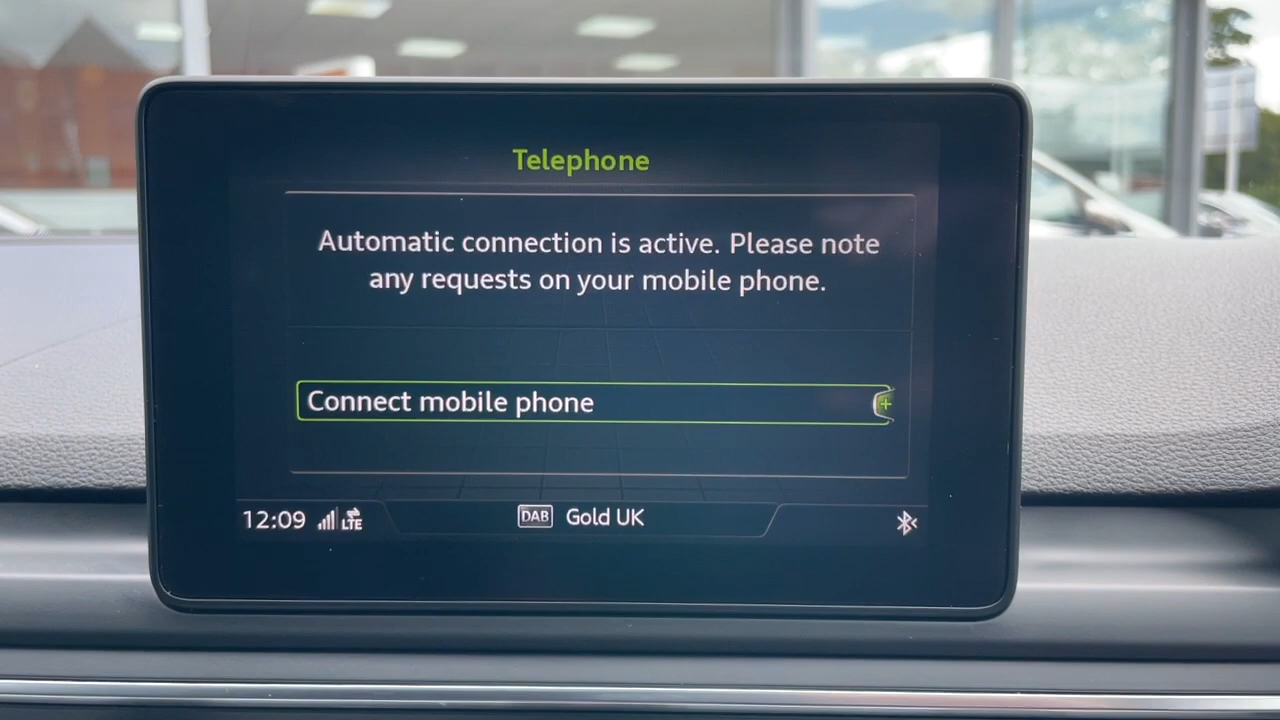 Telephone
Automatic connection is active. Please note
any requests on your mobile phone.
Connect mobile phone
12:09 LTE DAB Gold UK